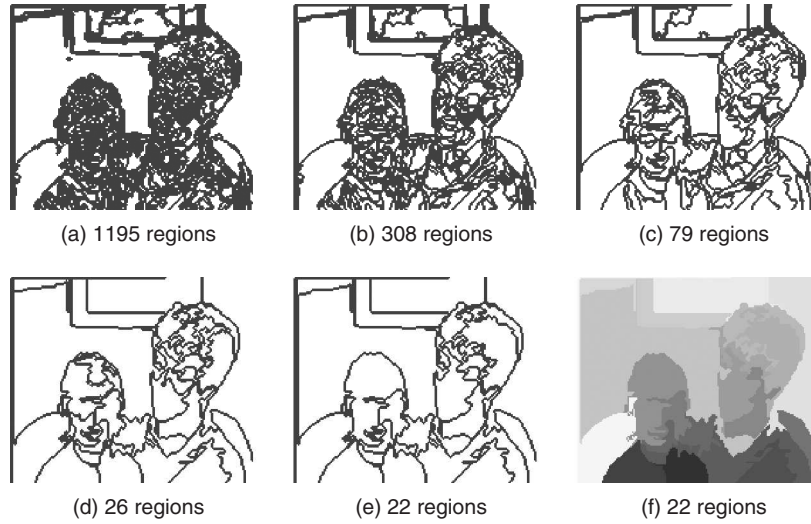 (a) 1195 regions
(b) 308 regions
(c) 79 regions
(d) 26 regions
(e) 22 regions
(f) 22 regions